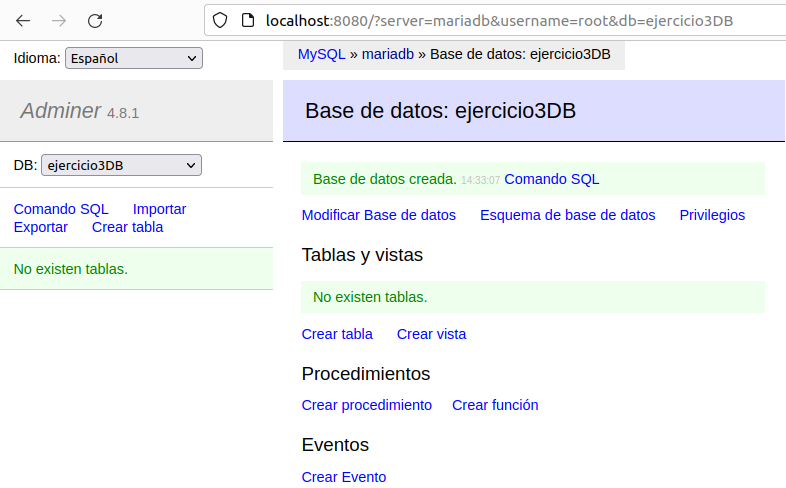 localhost:8080/?server=mariadb&username=root&db=ejercicio3DB
Idioma: Español
MySQL » mariadb » Base de datos: ejercicio3DB
Adminer 4.8.1
Base de datos: ejercicio3DB
DB: ejercicio3DB
Base de datos creada. 14:33:07 Comando SQL
Comando SQL Importar
Exportar Crear tabla
Modificar Base de datos Esquema de base de datos Privilegios
No existen tablas.
Tablas y vistas
No existen tablas.
Crear tabla Crear vista
Procedimientos
Crear procedimiento Crear función
Eventos
Crear Evento